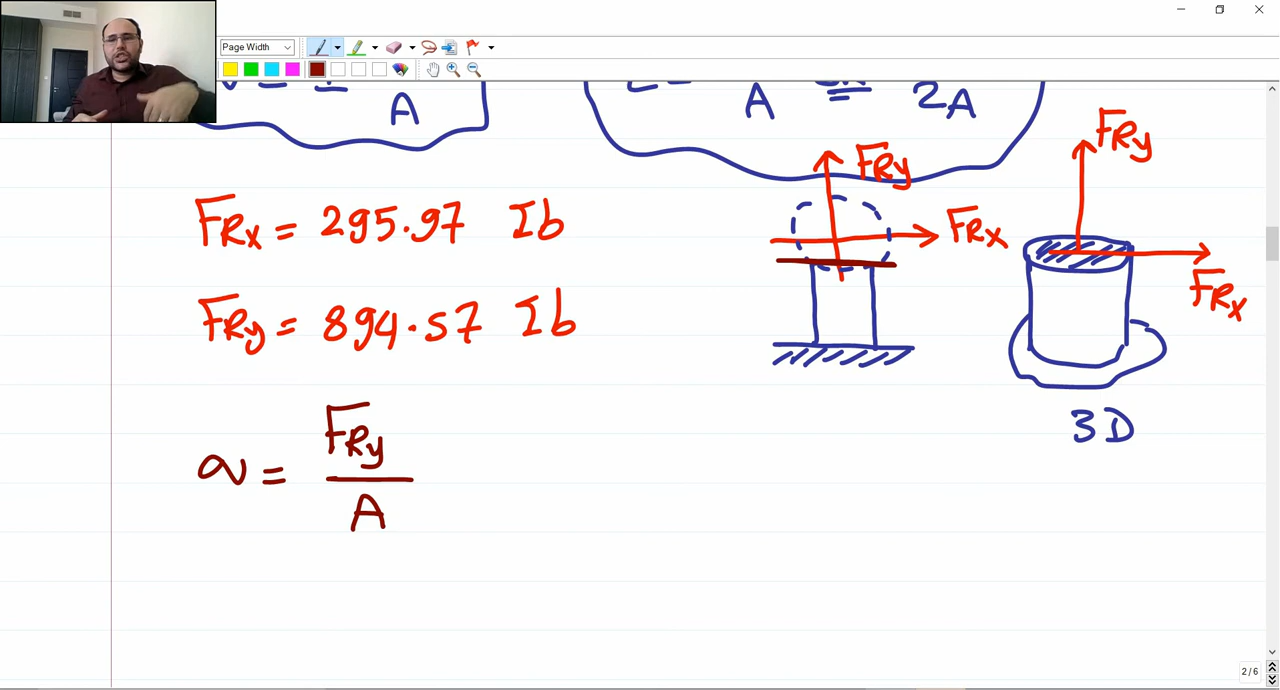 Page Width
A
A
2A
FRy
FRy
FRx = 295.97 Ib
FRx
FRx
FRy = 894.57 Ib
3D
σ = FRy
A
2/6